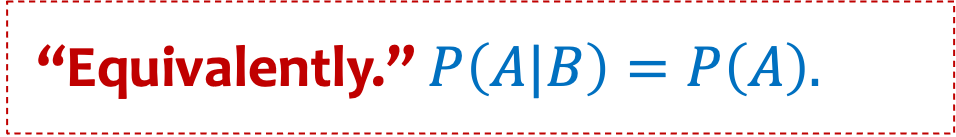 “Equivalently.” P(A|B) = P(A).